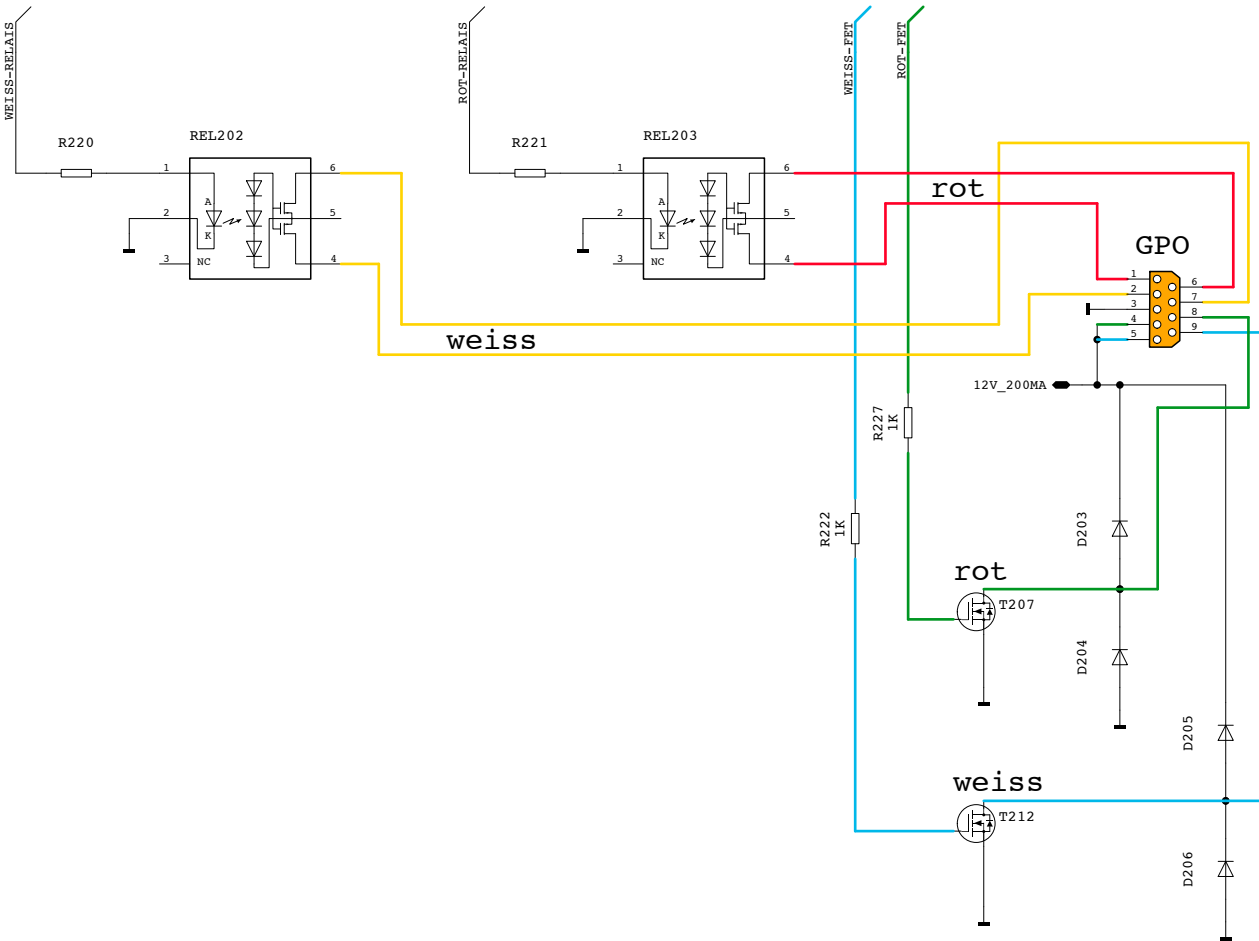 WEISS-RELAIS
ROT-RELAIS
WEISS-FET
ROT-FET
R220
REL202
R221
REL203
1
2
3
A
K
NC
6
5
4
1
2
3
A
K
NC
6
5
4
rot
weiss
GPO
1
2
3
4
5
6
7
8
9
12V_200MA
R227
1K
R222
1K
D203
rot
T207
D204
D205
weiss
T212
D206